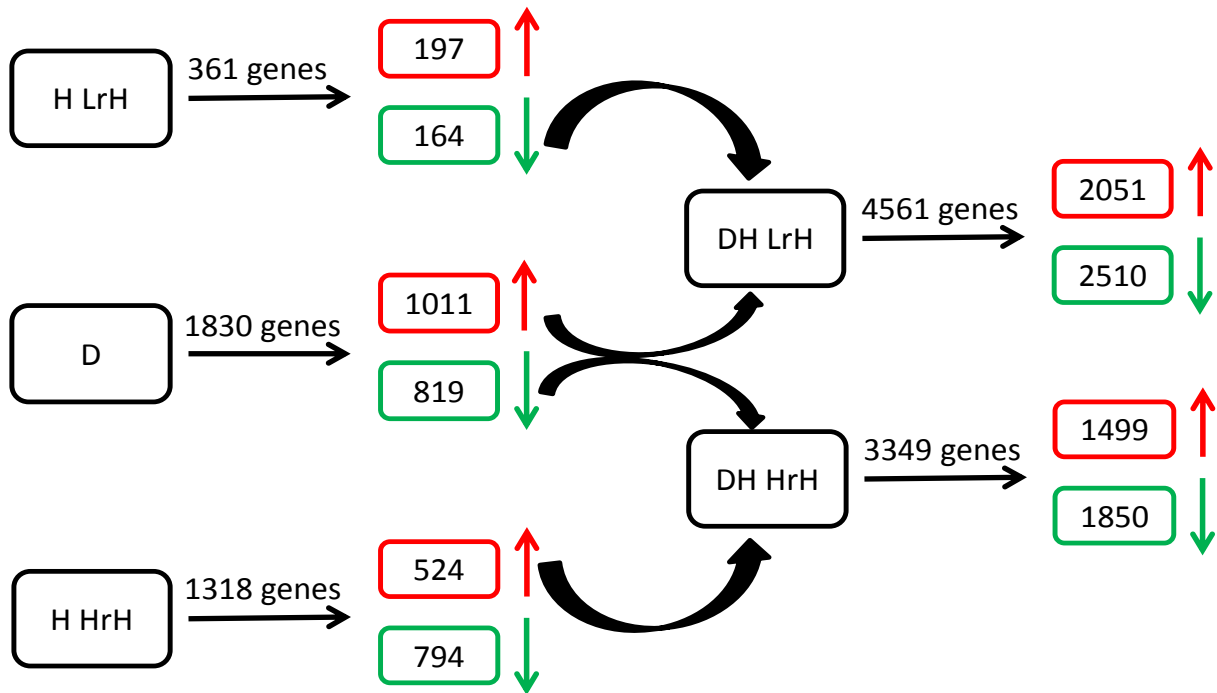 H LrH
361 genes
197
164
D
1830 genes
1011
819
H HrH
1318 genes
524
794
DH LrH
4561 genes
2051
2510
DH HrH
3349 genes
1499
1850